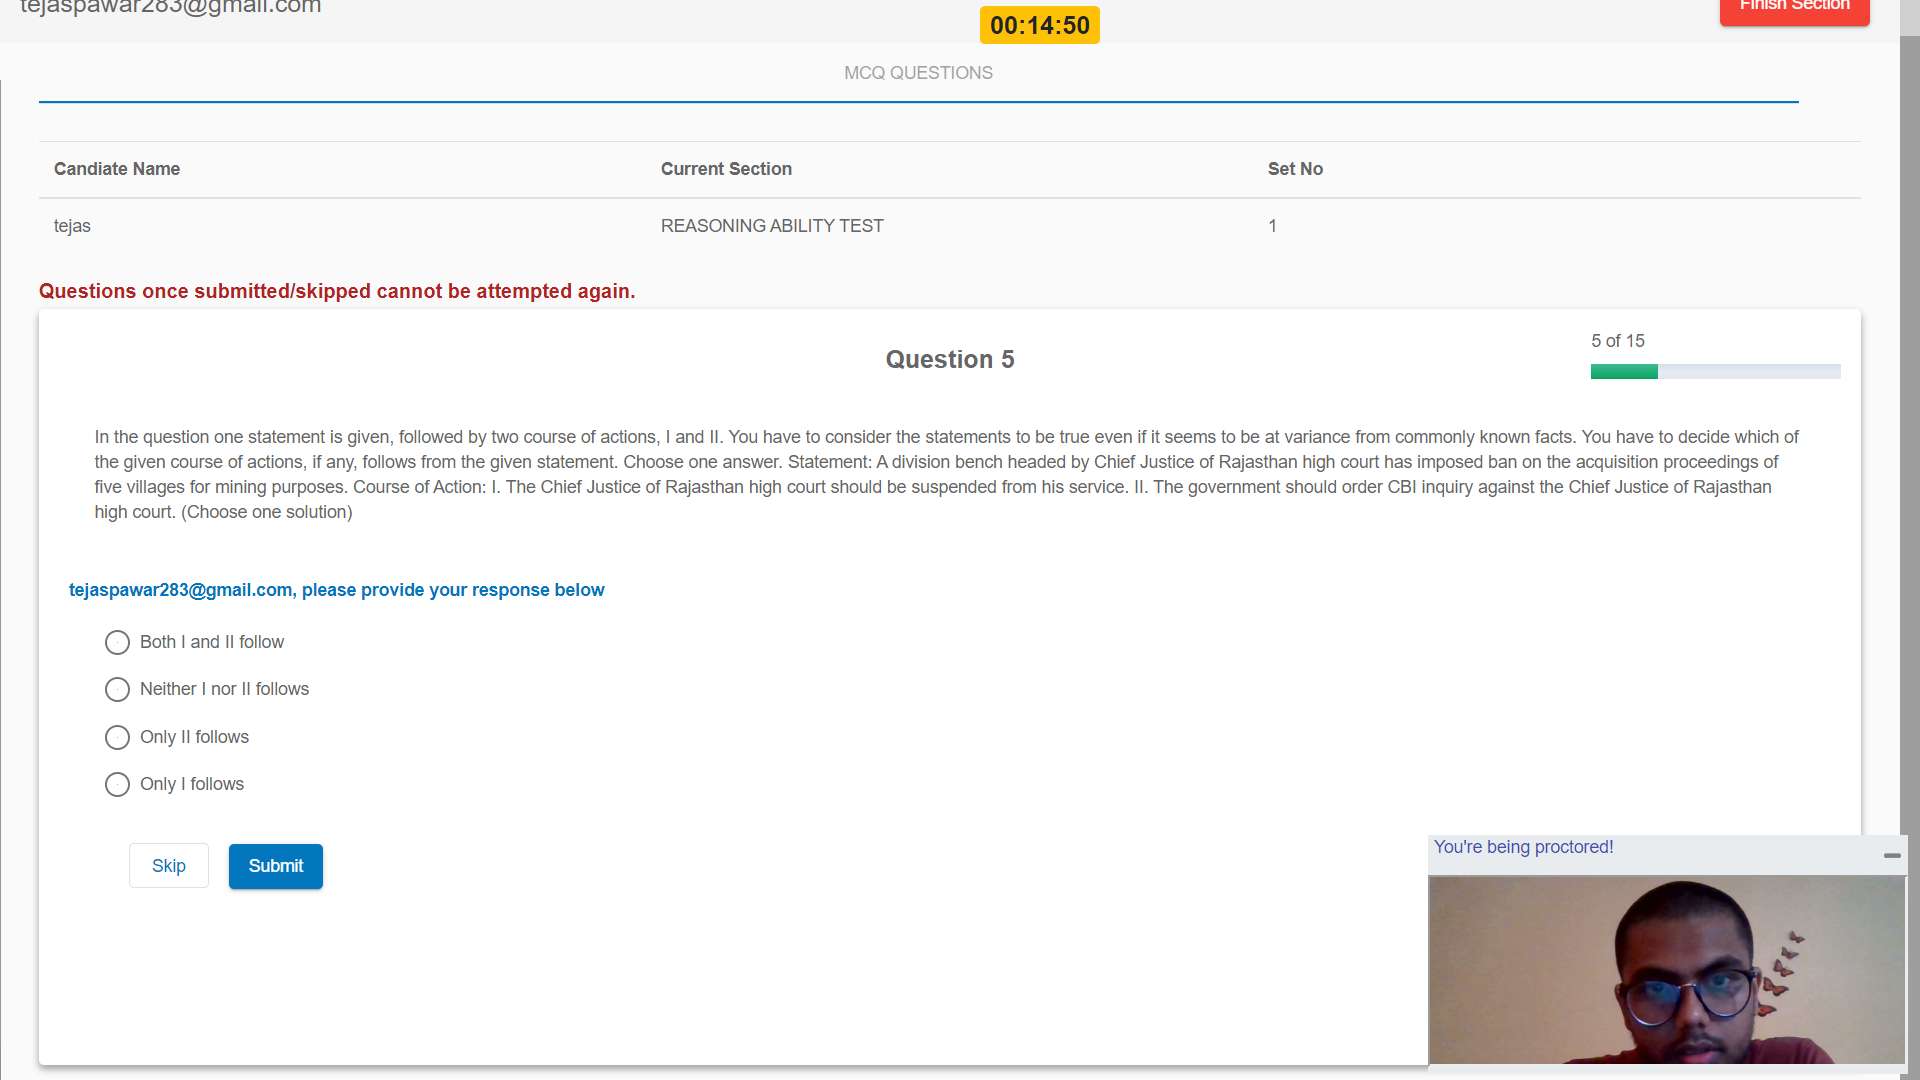 tejaspawar283@gmail.com
Finish Section
00:14:50
MCQ QUESTIONS
Candiate Name Current Section Set No
tejas REASONING ABILITY TEST 1
Questions once submitted/skipped cannot be attempted again.
5 of 15
Question 5
In the question one statement is given, followed by two course of actions, I and II. You have to consider the statements to be true even if it seems to be at variance from commonly known facts. You have to decide which of
the given course of actions, if any, follows from the given statement. Choose one answer. Statement: A division bench headed by Chief Justice of Rajasthan high court has imposed ban on the acquisition proceedings of
five villages for mining purposes. Course of Action: I. The Chief Justice of Rajasthan high court should be suspended from his service. II. The government should order CBI inquiry against the Chief Justice of Rajasthan
high court. (Choose one solution)
tejaspawar283@gmail.com, please provide your response below
Both I and II follow
Neither I nor II follows
Only II follows
Only I follows
Skip Submit
You're being proctored!